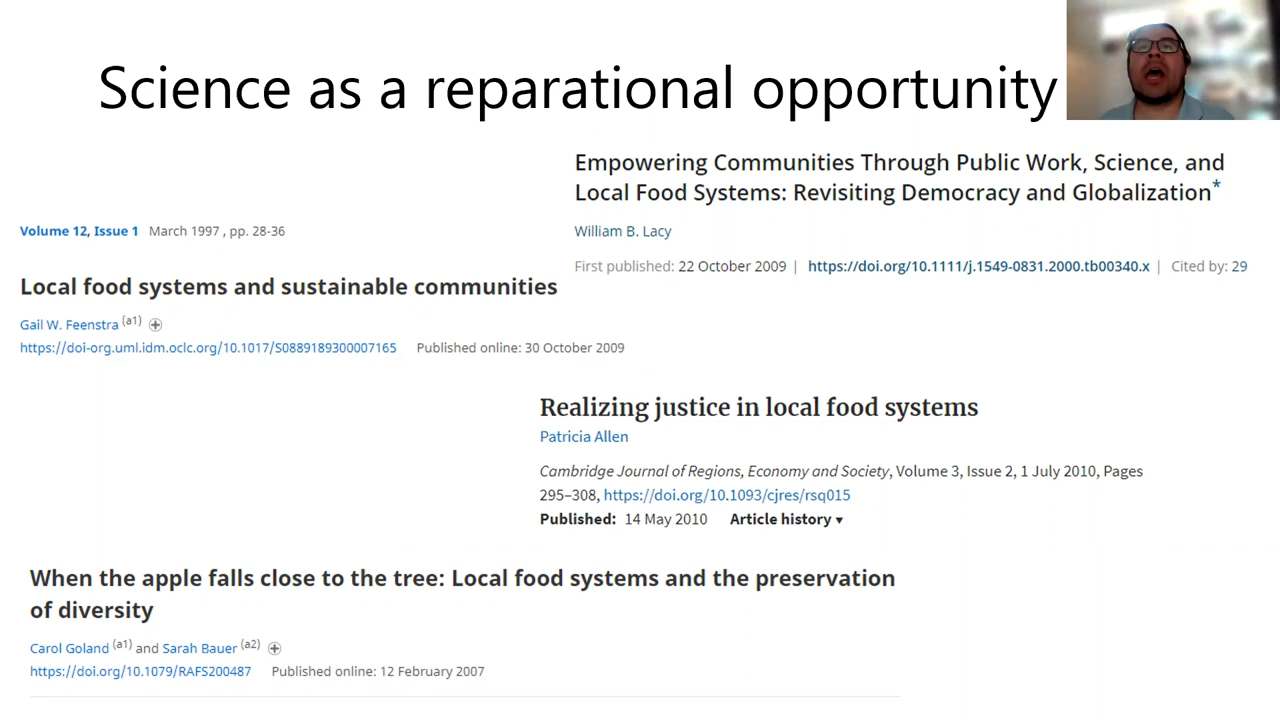 Science as a reparational opportunity
Empowering Communities Through Public Work, Science, and
Local Food Systems: Revisiting Democracy and Globalization*
William B. Lacy
First published: 22 October 2009 | https://doi.org/10.1111/j.1549-0831.2000.tb00340.x | Cited by: 29
Volume 12, Issue 1 March 1997 , pp. 28-36
Local food systems and sustainable communities
Gail W. Feenstra (a1)
https://doi-org.uml.idm.oclc.org/10.1017/S0889189300007165 Published online: 30 October 2009
Realizing justice in local food systems
Patricia Allen
Cambridge Journal of Regions, Economy and Society, Volume 3, Issue 2, 1 July 2010, Pages
295–308, https://doi.org/10.1093/cjres/rsq015
Published: 14 May 2010 Article history ▾
When the apple falls close to the tree: Local food systems and the preservation
of diversity
Carol Goland (a1) and Sarah Bauer (a2)
https://doi.org/10.1079/RAFS200487 Published online: 12 February 2007